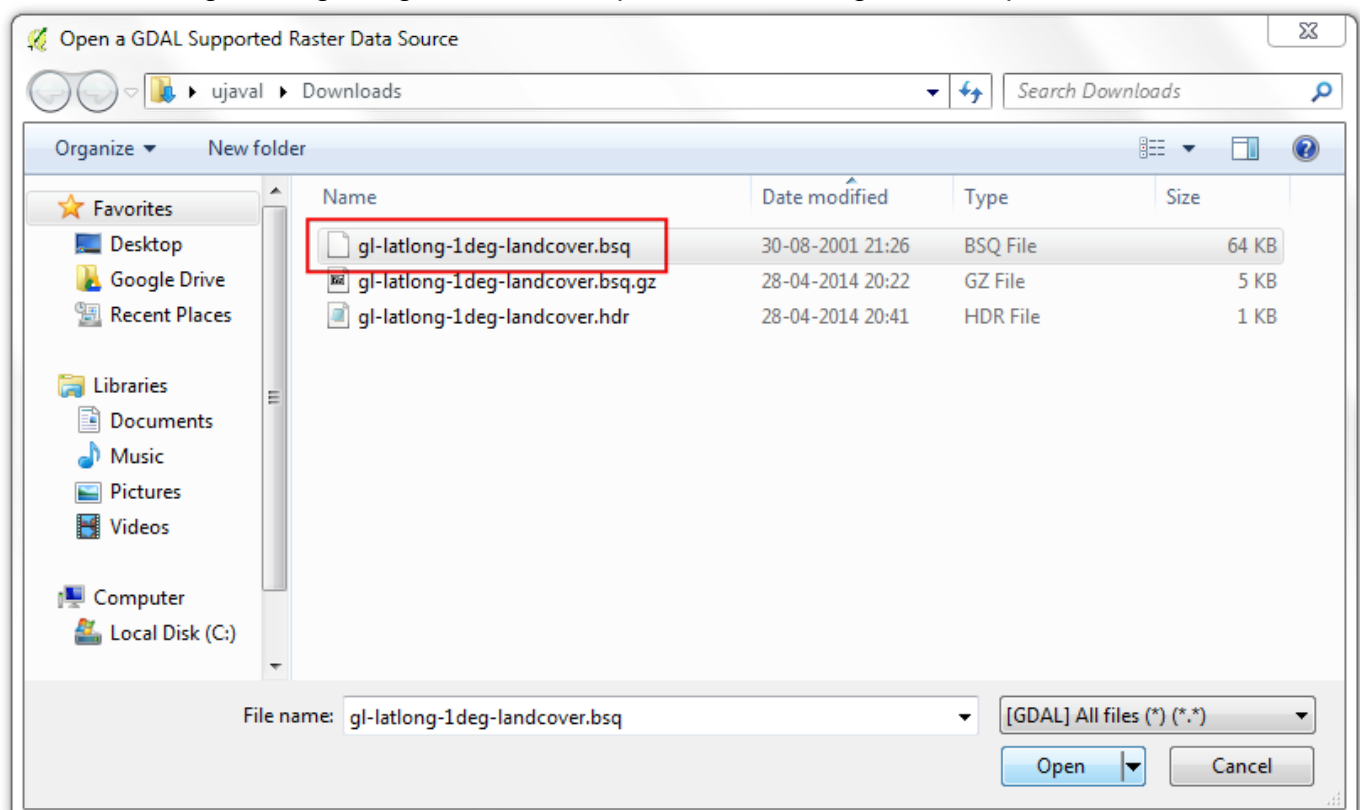 Open a GDAL Supported Raster Data Source
ujaval Downloads
Search Downloads
Organize New folder
Name Date modified Type Size
Favorites
Desktop
Google Drive
Recent Places
Libraries
Documents
Music
Pictures
Videos
Computer
Local Disk (C:)
gl-latlong-1deg-landcover.bsq 30-08-2001 21:26 BSQ File 64 KB
gl-latlong-1deg-landcover.bsq.gz 28-04-2014 20:22 GZ File 5 KB
gl-latlong-1deg-landcover.hdr 28-04-2014 20:41 HDR File 1 KB
File name: gl-latlong-1deg-landcover.bsq [GDAL] All files (*) (*.*)
Open Cancel